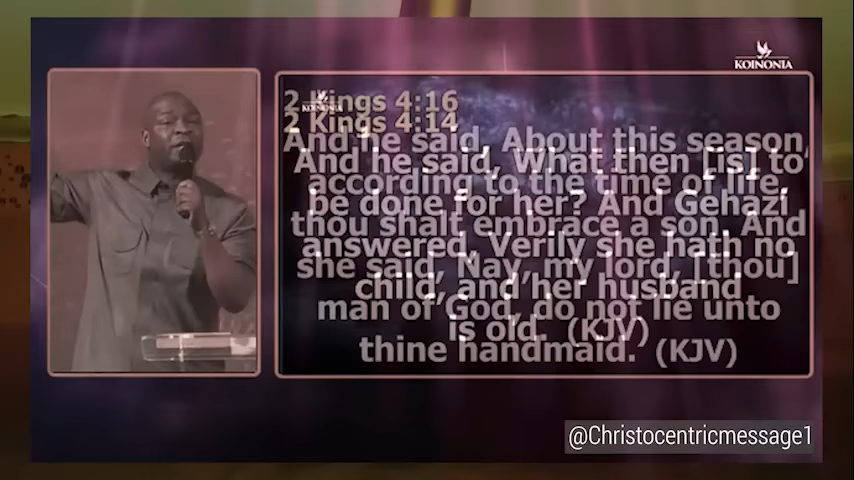 KOINONIA
KOINONIA
2 Kings 4:16
2 Kings 4:14
And he said, About this season,
And he said, What then [is] to
according to the time of life,
be done for her? And Gehazi
thou shalt embrace a son. And
answered, Verily she hath no
she said, Nay, my lord, [thou]
child, and her husband
man of God, do not lie unto
is old. (KJV)
thine handmaid. (KJV)
@Christocentricmessage1